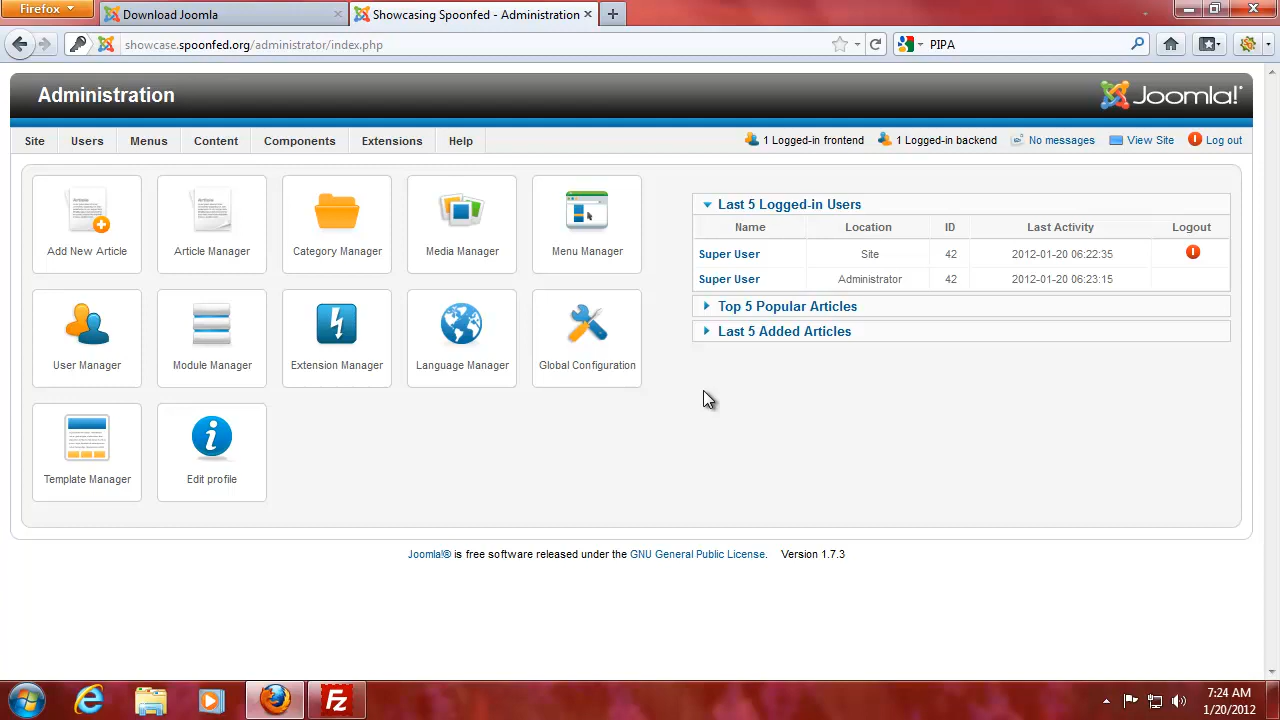 Firefox
Download Joomla
Showcasing Spoonfed - Administration
showcase.spoonfed.org/administrator/index.php
PIPA
Administration
Joomla!®
Site Users Menus Content Components Extensions Help
1 Logged-in frontend 1 Logged-in backend No messages View Site Log out
Add New Article
Article Manager
Category Manager
Media Manager
Menu Manager
User Manager
Module Manager
Extension Manager
Language Manager
Global Configuration
Template Manager
Edit profile
Last 5 Logged-in Users
Name Location ID Last Activity Logout
Super User Site 42 2012-01-20 06:22:35
Super User Administrator 42 2012-01-20 06:23:15
Top 5 Popular Articles
Last 5 Added Articles
Joomla!® is free software released under the GNU General Public License. Version 1.7.3
7:24 AM
1/20/2012